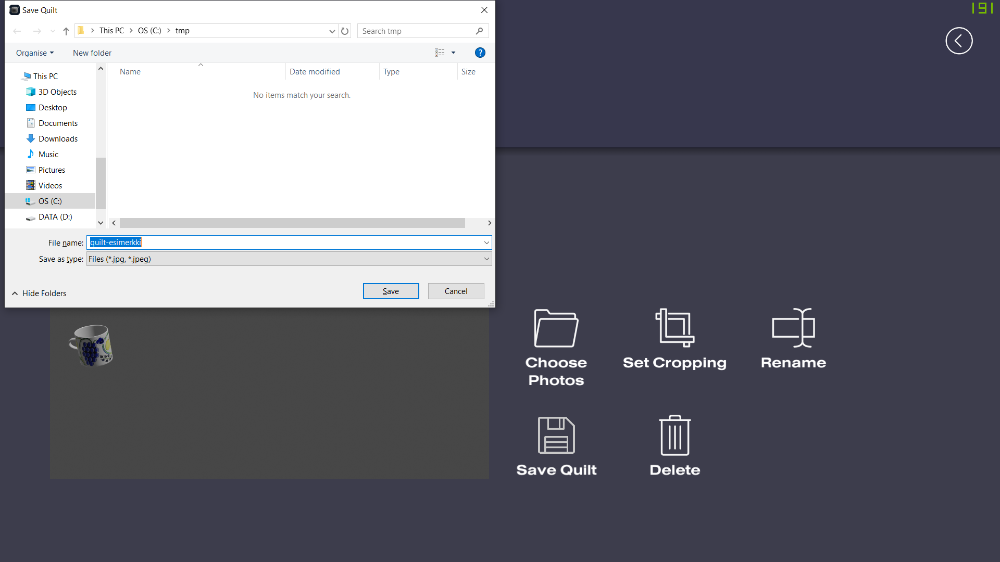 Save Quilt
191
This PC OS (C:) tmp
Search tmp
Organise New folder
?
Name Date modified Type Size
No items match your search.
This PC
3D Objects
Desktop
Documents
Downloads
Music
Pictures
Videos
OS (C:)
DATA (D:)
File name: quilt-esimerkki
Save as type: Files (*.jpg, *.jpeg)
Hide Folders
Save Cancel
Choose
Photos
Set Cropping
Rename
Save Quilt
Delete